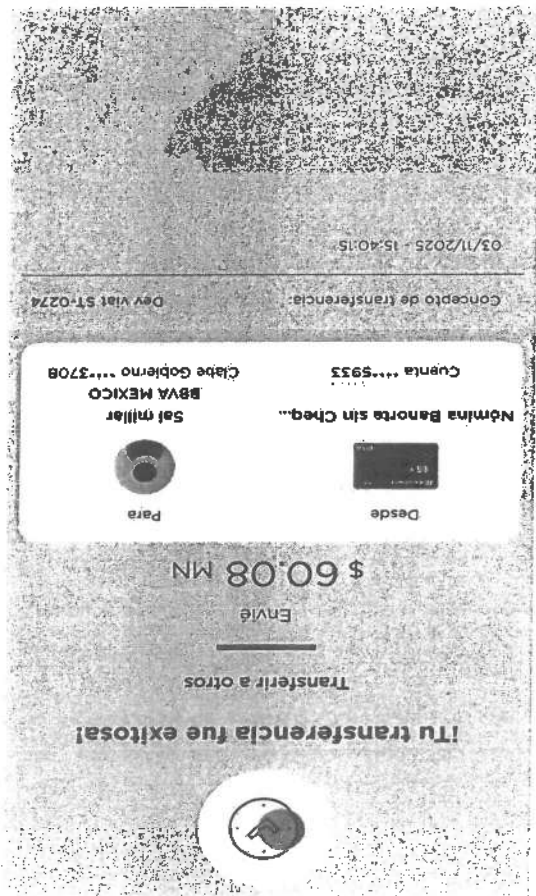 ¡Tu transferencia fue exitosa!
Transferir a otros
Envié
$ 60.08 MN
Desde
Para
Nómina Banorte sin Cheq...
Sai millar
BBVA MEXICO
Cuenta ****5933
Clabe Gobierno ****3708
Concepto de transferencia:
Dev viat ST-0274
03/11/2025 - 15:40:15